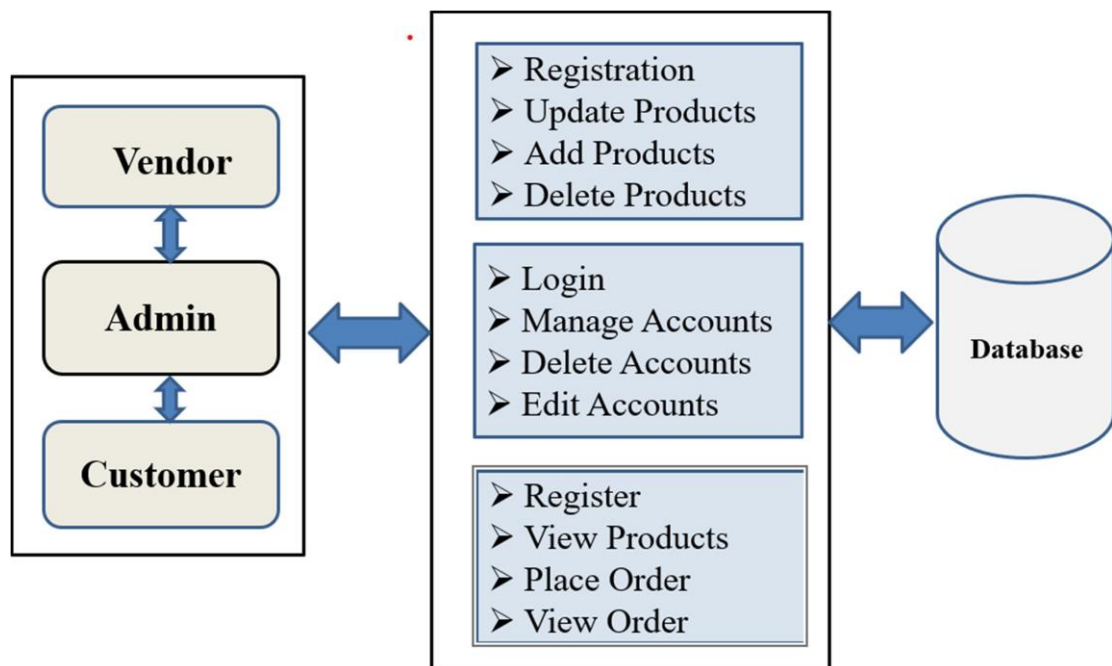 Vendor
Admin
Customer
➢ Registration
➢ Update Products
➢ Add Products
➢ Delete Products
➢ Login
➢ Manage Accounts
➢ Delete Accounts
➢ Edit Accounts
➢ Register
➢ View Products
➢ Place Order
➢ View Order
Database